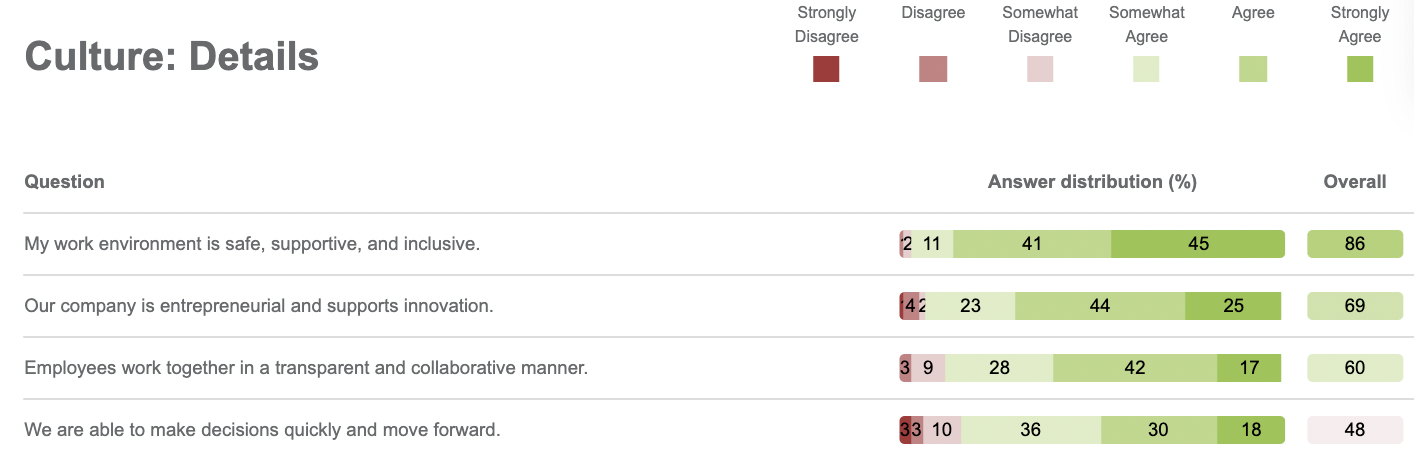 Culture: Details
Strongly Disagree
Disagree
Somewhat Disagree
Somewhat Agree
Agree
Strongly Agree
Question Answer distribution (%) Overall
My work environment is safe, supportive, and inclusive. 2 11 41 45 86
Our company is entrepreneurial and supports innovation. 4 2 23 44 25 69
Employees work together in a transparent and collaborative manner. 3 9 28 42 17 60
We are able to make decisions quickly and move forward. 3 3 10 36 30 18 48